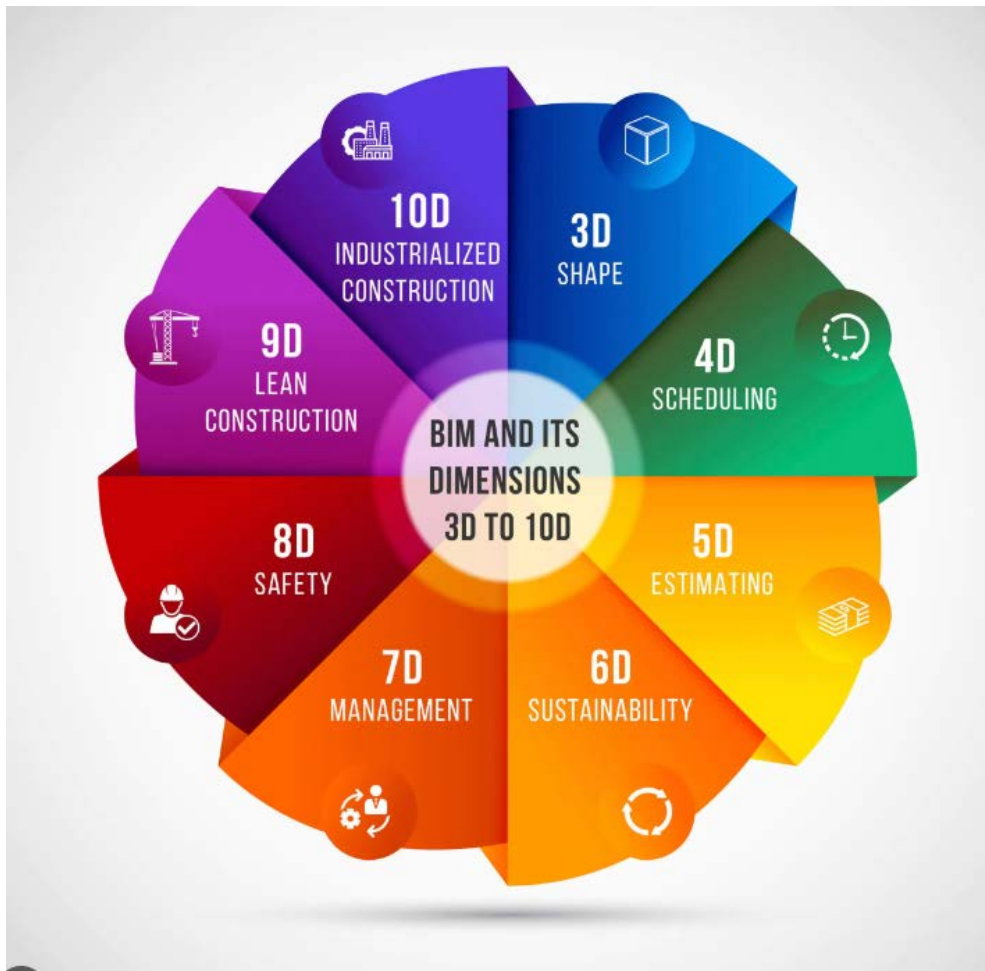 BIM AND ITS
DIMENSIONS
3D TO 10D
3D
SHAPE
4D
SCHEDULING
5D
ESTIMATING
6D
SUSTAINABILITY
7D
MANAGEMENT
8D
SAFETY
9D
LEAN
CONSTRUCTION
10D
INDUSTRIALIZED
CONSTRUCTION